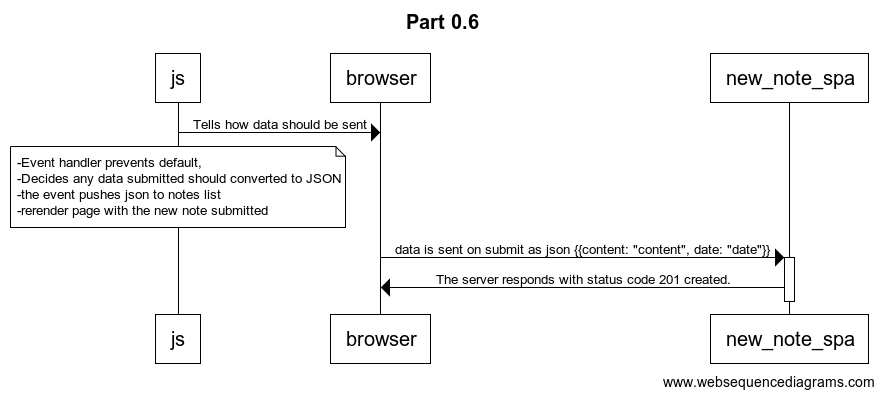 Part 0.6
js
browser
new_note_spa
Tells how data should be sent
-Event handler prevents default,
-Decides any data submitted should converted to JSON
-the event pushes json to notes list
-rerender page with the new note submitted
data is sent on submit as json {{content: "content", date: "date"}}
The server responds with status code 201 created.
js
browser
new_note_spa
www.websequencediagrams.com